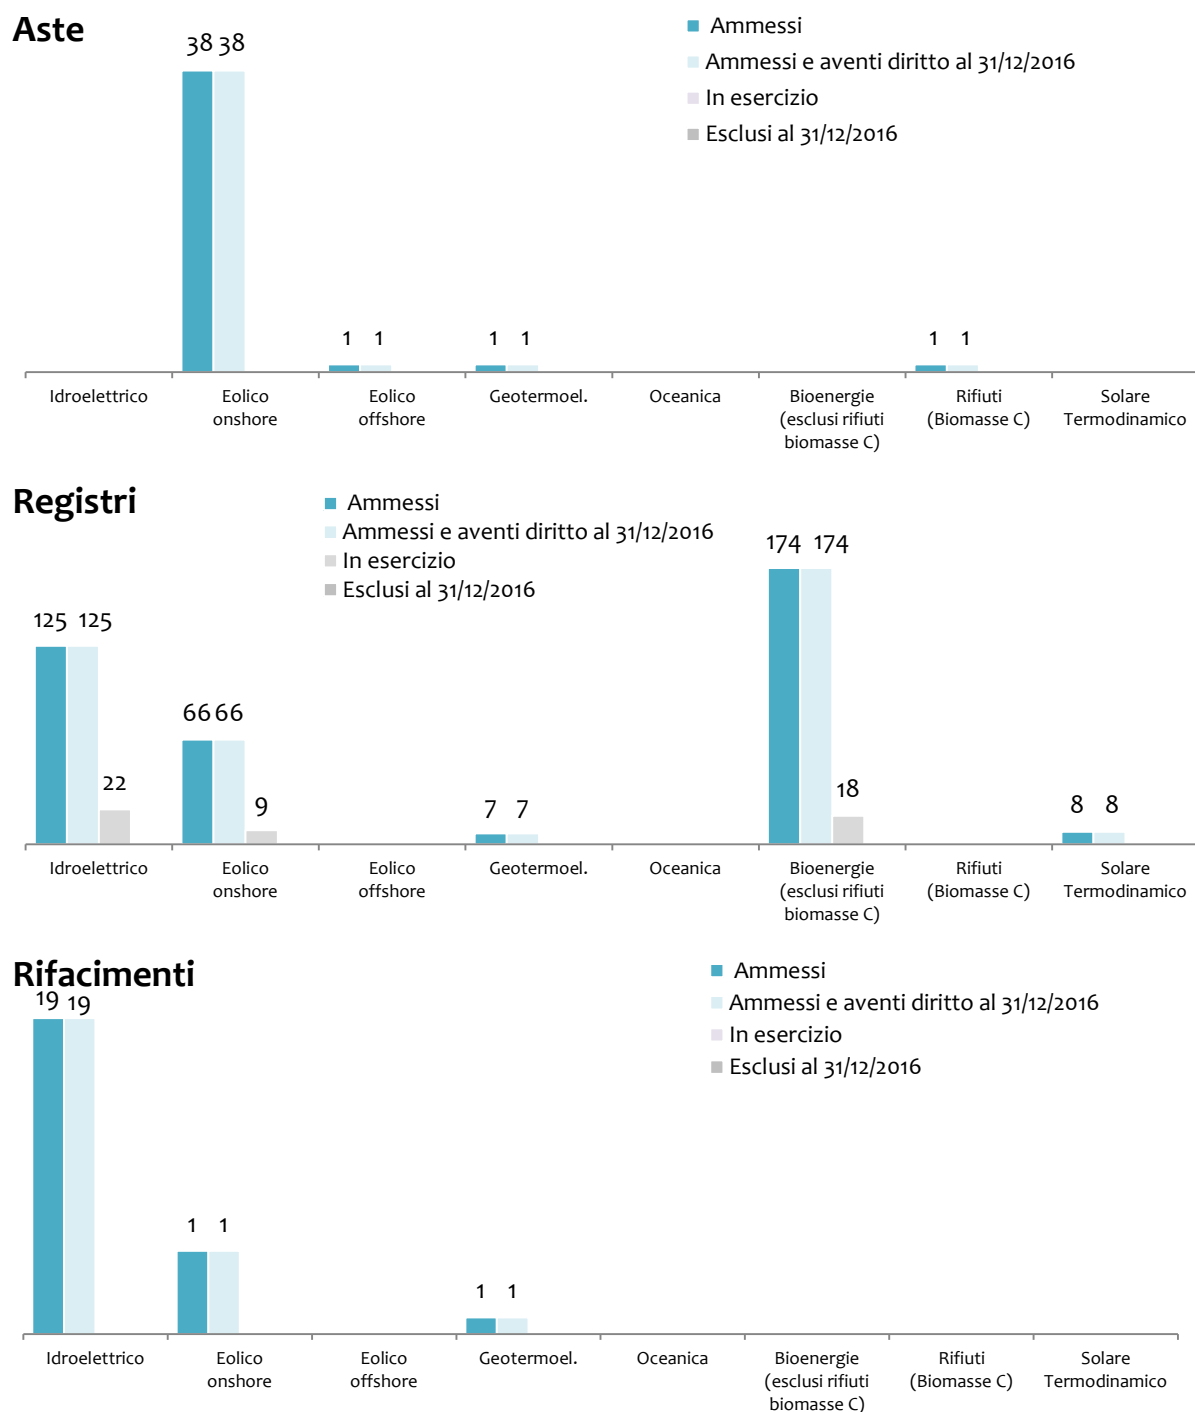 Aste
Ammessi
Ammessi e aventi diritto al 31/12/2016
In esercizio
Esclusi al 31/12/2016
38 38
1 1
1 1
1 1
Idroelettrico
Eolico
onshore
Eolico
offshore
Geotermoel.
Oceanica
Bioenergie
(esclusi rifiuti
biomasse C)
Rifiuti
(Biomasse C)
Solare
Termodinamico
Registri
Ammessi
Ammessi e aventi diritto al 31/12/2016
In esercizio
Esclusi al 31/12/2016
125 125
22
66 66
9
7 7
174 174
18
8 8
Idroelettrico
Eolico
onshore
Eolico
offshore
Geotermoel.
Oceanica
Bioenergie
(esclusi rifiuti
biomasse C)
Rifiuti
(Biomasse C)
Solare
Termodinamico
Rifacimenti
Ammessi
Ammessi e aventi diritto al 31/12/2016
In esercizio
Esclusi al 31/12/2016
19 19
1 1
1 1
Idroelettrico
Eolico
onshore
Eolico
offshore
Geotermoel.
Oceanica
Bioenergie
(esclusi rifiuti
biomasse C)
Rifiuti
(Biomasse C)
Solare
Termodinamico